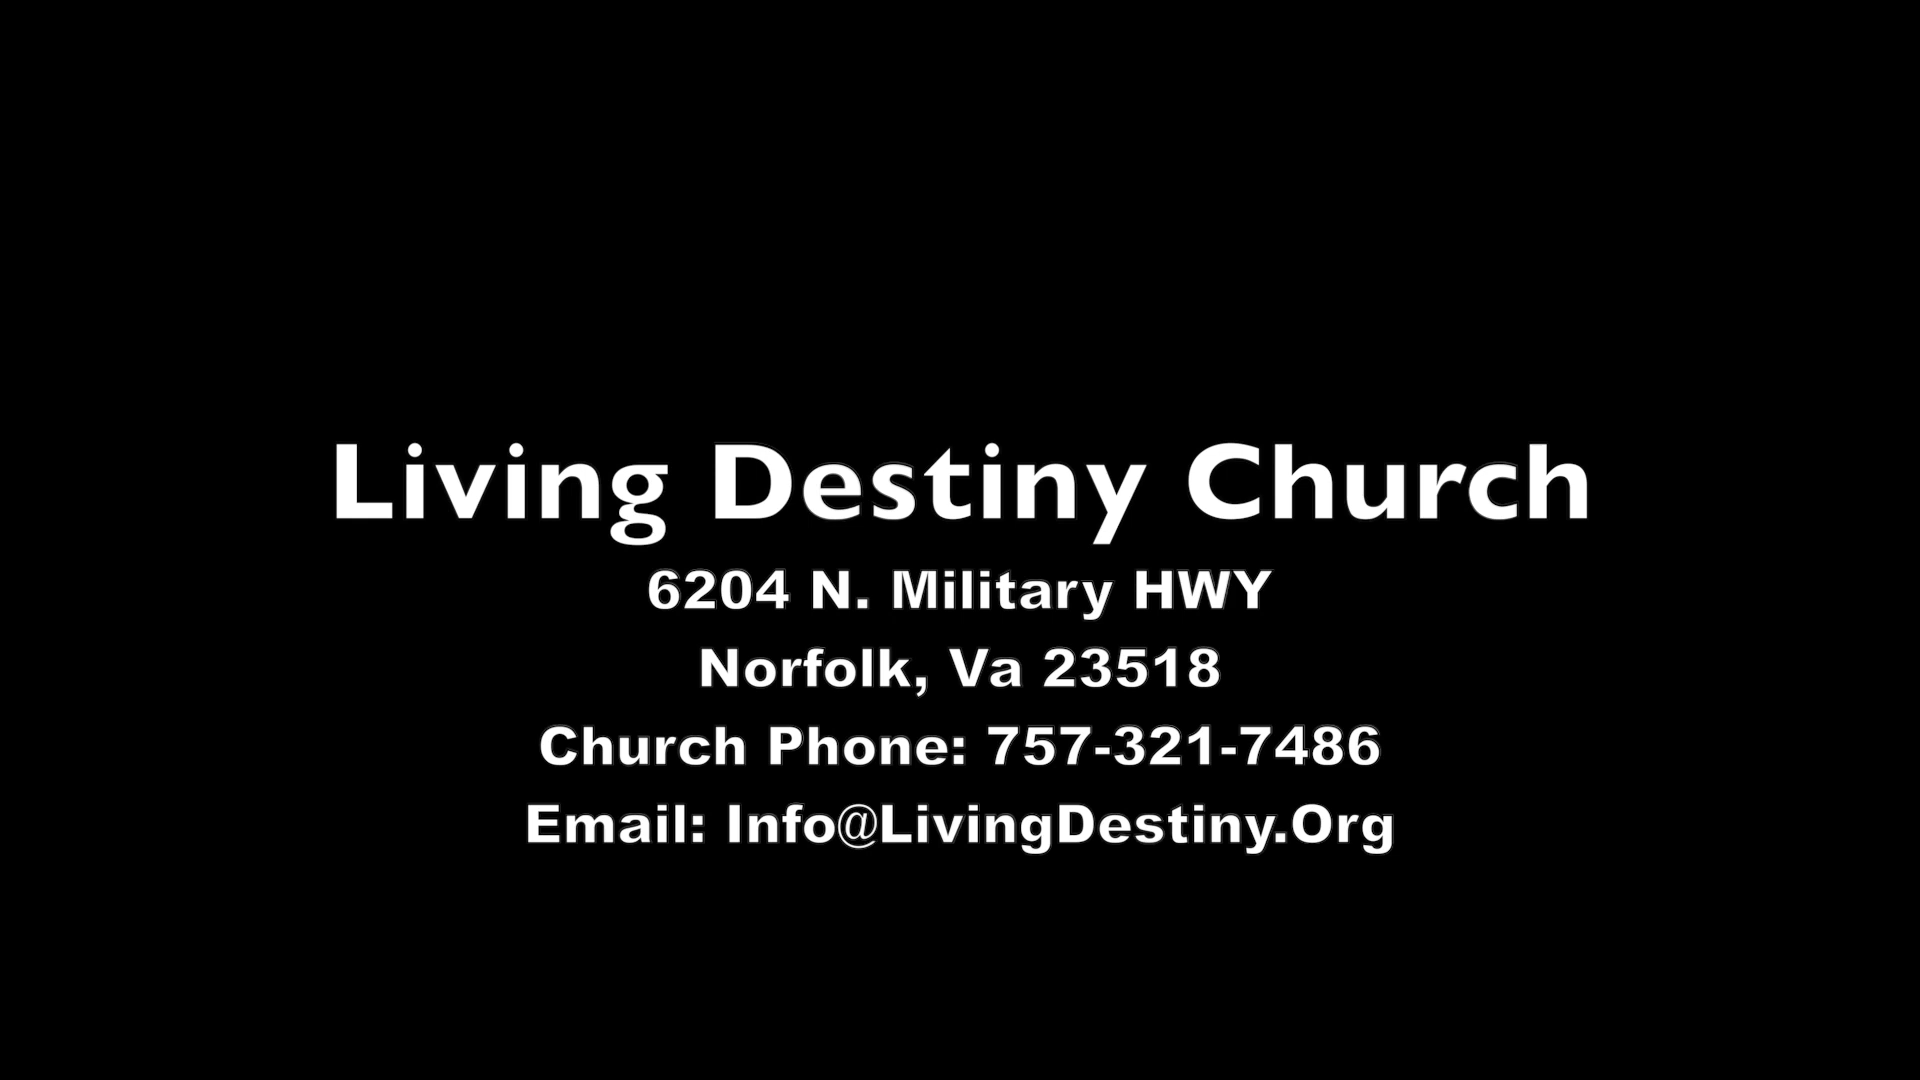 Living Destiny Church
6204 N. Military HWY
Norfolk, Va 23518
Church Phone: 757-321-7486
Email: Info@LivingDestiny.Org